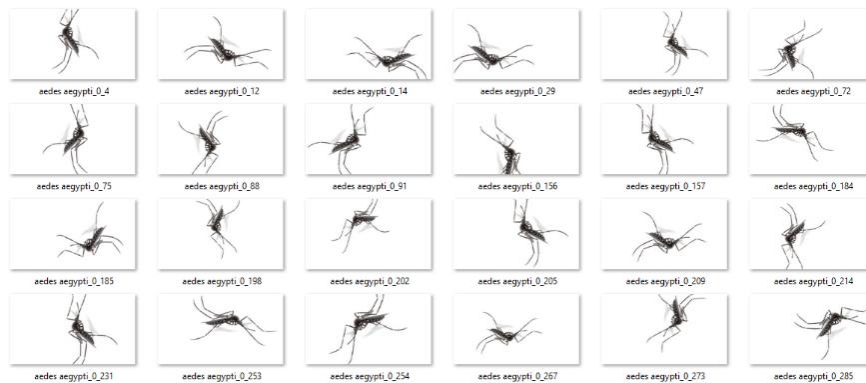 aedes aegypti_0_4 aedes aegypti_0_12 aedes aegypti_0_14 aedes aegypti_0_29 aedes aegypti_0_47 aedes aegypti_0_72
aedes aegypti_0_75 aedes aegypti_0_88 aedes aegypti_0_91 aedes aegypti_0_156 aedes aegypti_0_157 aedes aegypti_0_184
aedes aegypti_0_185 aedes aegypti_0_198 aedes aegypti_0_202 aedes aegypti_0_205 aedes aegypti_0_209 aedes aegypti_0_214
aedes aegypti_0_231 aedes aegypti_0_253 aedes aegypti_0_254 aedes aegypti_0_267 aedes aegypti_0_273 aedes aegypti_0_285